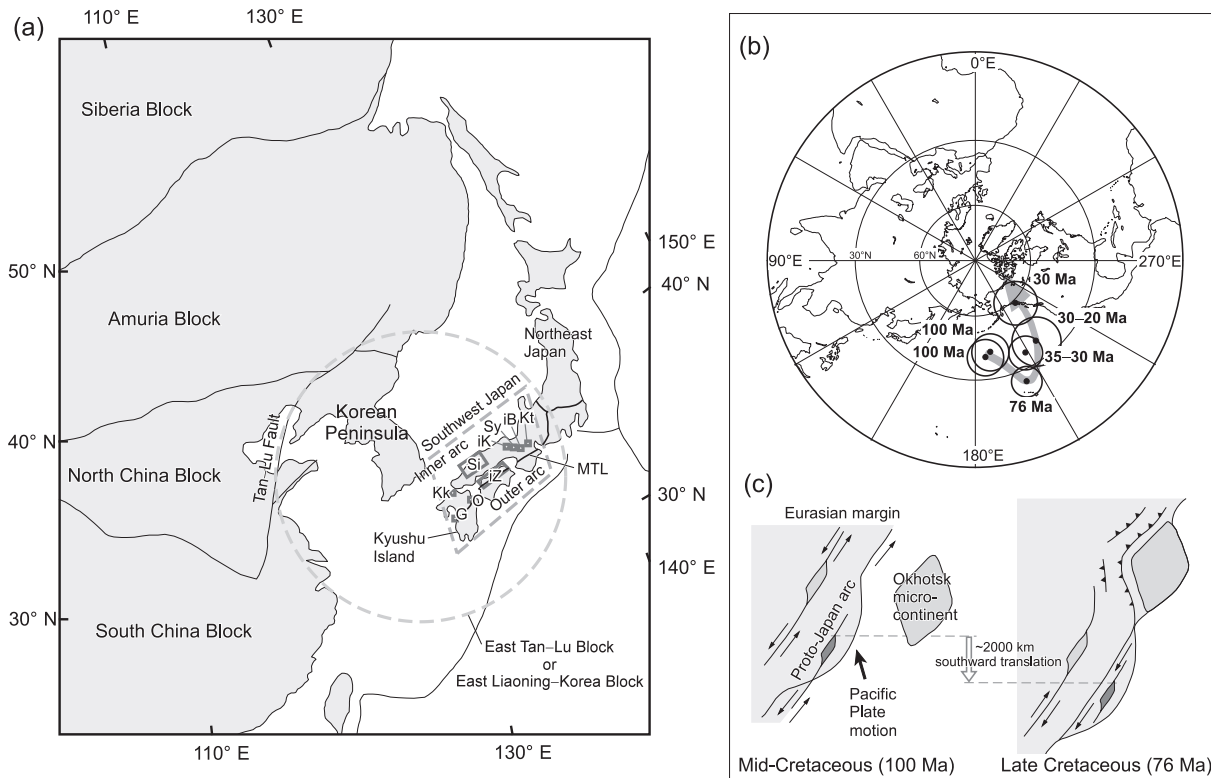 (a)
110° E
130° E
Siberia Block
50° N
Amuria Block
150° E
40° N
Northeast
Japan
Korean
Peninsula
Southwest Japan
Inner arc
Sy
iB
Kt
iK
40° N
Tan–Lu Fault
North China Block
Sj
iZ
MTL
Outer arc
Kk
O
G
30° N
Kyushu
Island
140° E
30° N
South China Block
East Tan–Lu Block
or
East Liaoning–Korea Block
110° E
130° E
(b)
0°E
90°E
30°N
60°N
270°E
30 Ma
30–20 Ma
100 Ma
100 Ma
35–30 Ma
76 Ma
180°E
(c)
Eurasian margin
Okhotsk
micro-
continent
Proto-Japan arc
~2000 km
southward translation
Pacific
Plate
motion
Mid-Cretaceous (100 Ma)
Late Cretaceous (76 Ma)